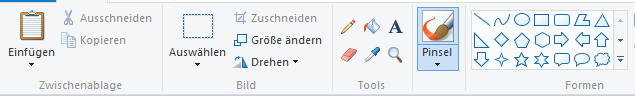 Einfügen
Ausschneiden
Kopieren
Zwischenablage
Auswählen
Zuschneiden
Größe ändern
Drehen
Bild
A
Tools
Pinsel
Formen